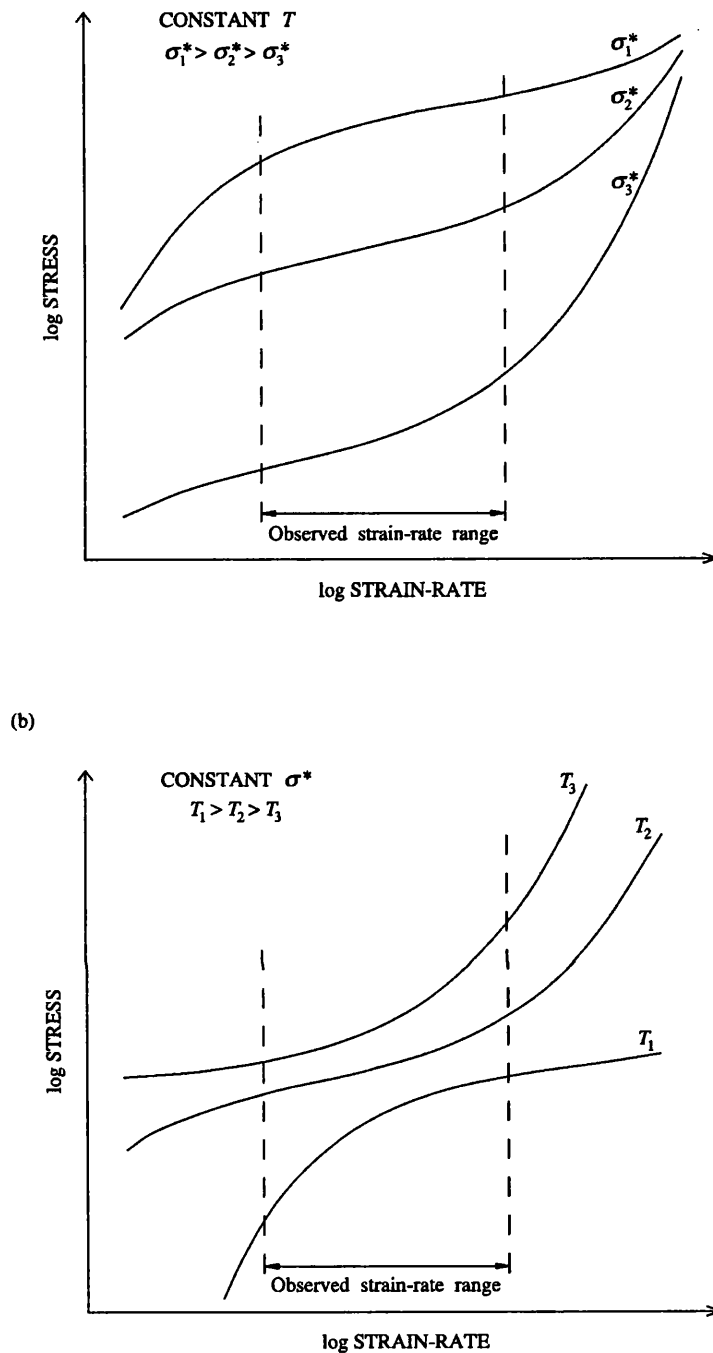 CONSTANT T
σ₁* > σ₂* > σ₃*
σ₁*
σ₂*
σ₃*
log STRESS
Observed strain-rate range
log STRAIN-RATE
(b)
CONSTANT σ*
T₁ > T₂ > T₃
T₃
T₂
T₁
log STRESS
Observed strain-rate range
log STRAIN-RATE